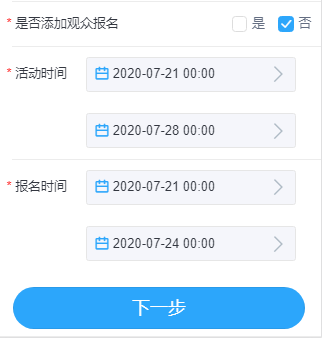 * 是否添加观众报名 是 否
* 活动时间 2020-07-21 00:00
2020-07-28 00:00
* 报名时间 2020-07-21 00:00
2020-07-24 00:00
下一步